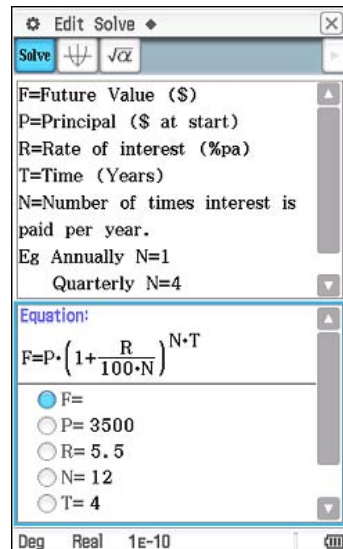 Edit Solve
Solve √α
F=Future Value ($)
P=Principal ($ at start)
R=Rate of interest (%pa)
T=Time (Years)
N=Number of times interest is
paid per year.
Eg Annually N=1
Quarterly N=4
Equation:
F=P·(1+R/(100·N))^N·T
F=
P= 3500
R= 5.5
N= 12
T= 4
Deg Real 1E-10